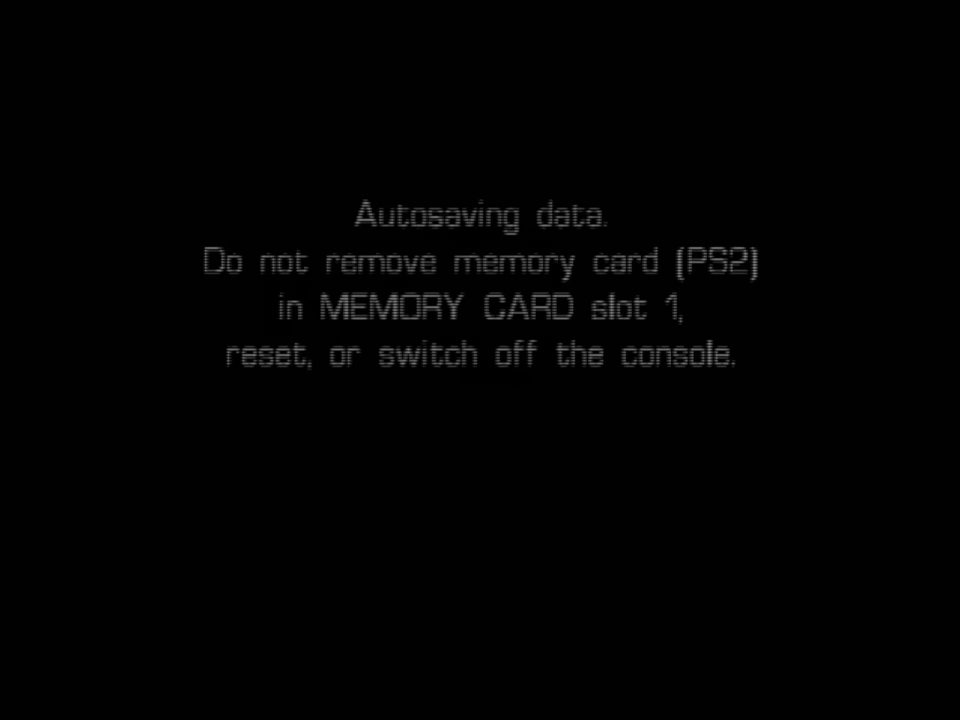 Autosaving data.
Do not remove memory card (PS2)
in MEMORY CARD slot 1,
reset, or switch off the console.